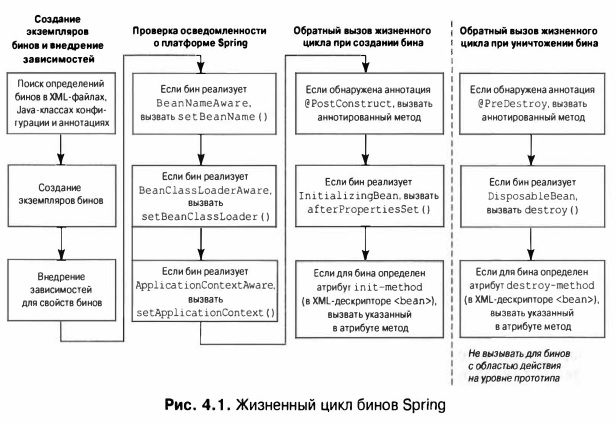 Создание
экземпляров
бинов и внедрение
зависимостей
Поиск определений
бинов в XML-файлах,
Java-классах конфи-
гурации и аннотациях
Создание
экземпляров бинов
Внедрение
зависимостей
для свойств бинов
Проверка осведомленности
о платформе Spring
Если бин реализует
BeanNameAware,
вызвать setBeanName()
Если бин реализует
BeanClassLoaderAware,
вызвать
setBeanClassLoader()
Если бин реализует
ApplicationContextAware,
вызвать
setApplicationContext()
Обратный вызов жизненного
цикла при создании бина
Если обнаружена аннотация
@PostConstruct, вызвать
аннотированный метод
Если бин реализует
InitializingBean, вызвать
afterPropertiesSet()
Если для бина определен
атрибут init-method
(в XML-дескрипторе <bean>),
вызвать указанный
в атрибуте метод
Обратный вызов жизненного
цикла при уничтожении бина
Если обнаружена аннотация
@PreDestroy, вызвать
аннотированный метод
Если бин реализует
DisposableBean,
вызвать destroy()
Если для бина определен
атрибут destroy-method
(в XML-дескрипторе <bean>),
вызвать указанный
в атрибуте метод
Не вызывать для бинов
с областью действия
на уровне прототипа
Рис. 4.1. Жизненный цикл бинов Spring